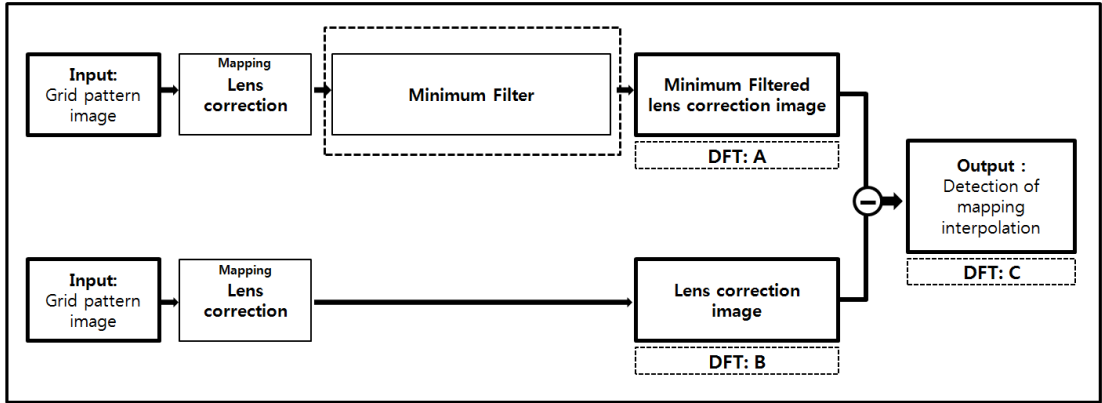 Input:
Grid pattern
image
Mapping
Lens
correction
Minimum Filter
Minimum Filtered
lens correction image
DFT: A
Output :
Detection of
mapping
interpolation
DFT: C
Input:
Grid pattern
image
Mapping
Lens
correction
Lens correction
image
DFT: B